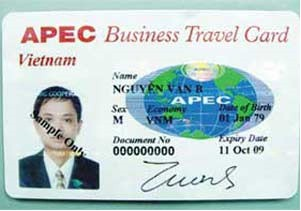 APEC Business Travel Card
Vietnam
Name
NGUYEN VAN B
Sex Economy Date of Birth
M VNM 01 Jan 79
APEC
Document No Expiry Date
000000000 11 Oct 09
Sample Only